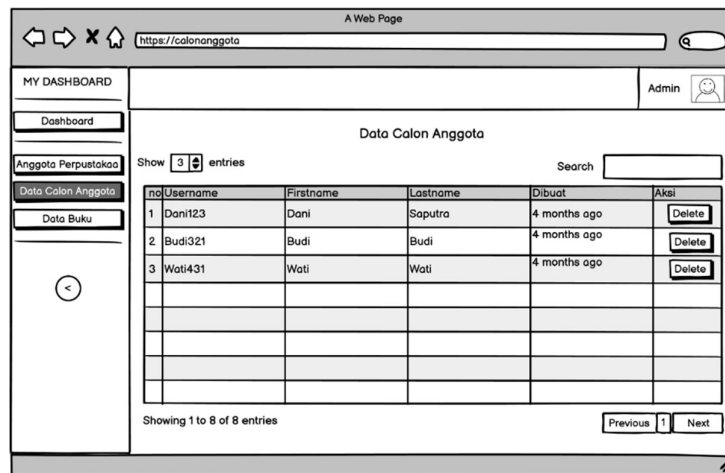 A Web Page
https://calonanggota
MY DASHBOARD
Admin
Dashboard
Anggota Perpustakaa
Data Calon Anggota
Data Buku
<
Data Calon Anggota
Show 3 entries
Search
no Username Firstname Lastname Dibuat Aksi
1 Dani123 Dani Saputra 4 months ago Delete
2 Budi321 Budi Budi 4 months ago Delete
3 Wati431 Wati Wati 4 months ago Delete
Showing 1 to 8 of 8 entries
Previous 1 Next